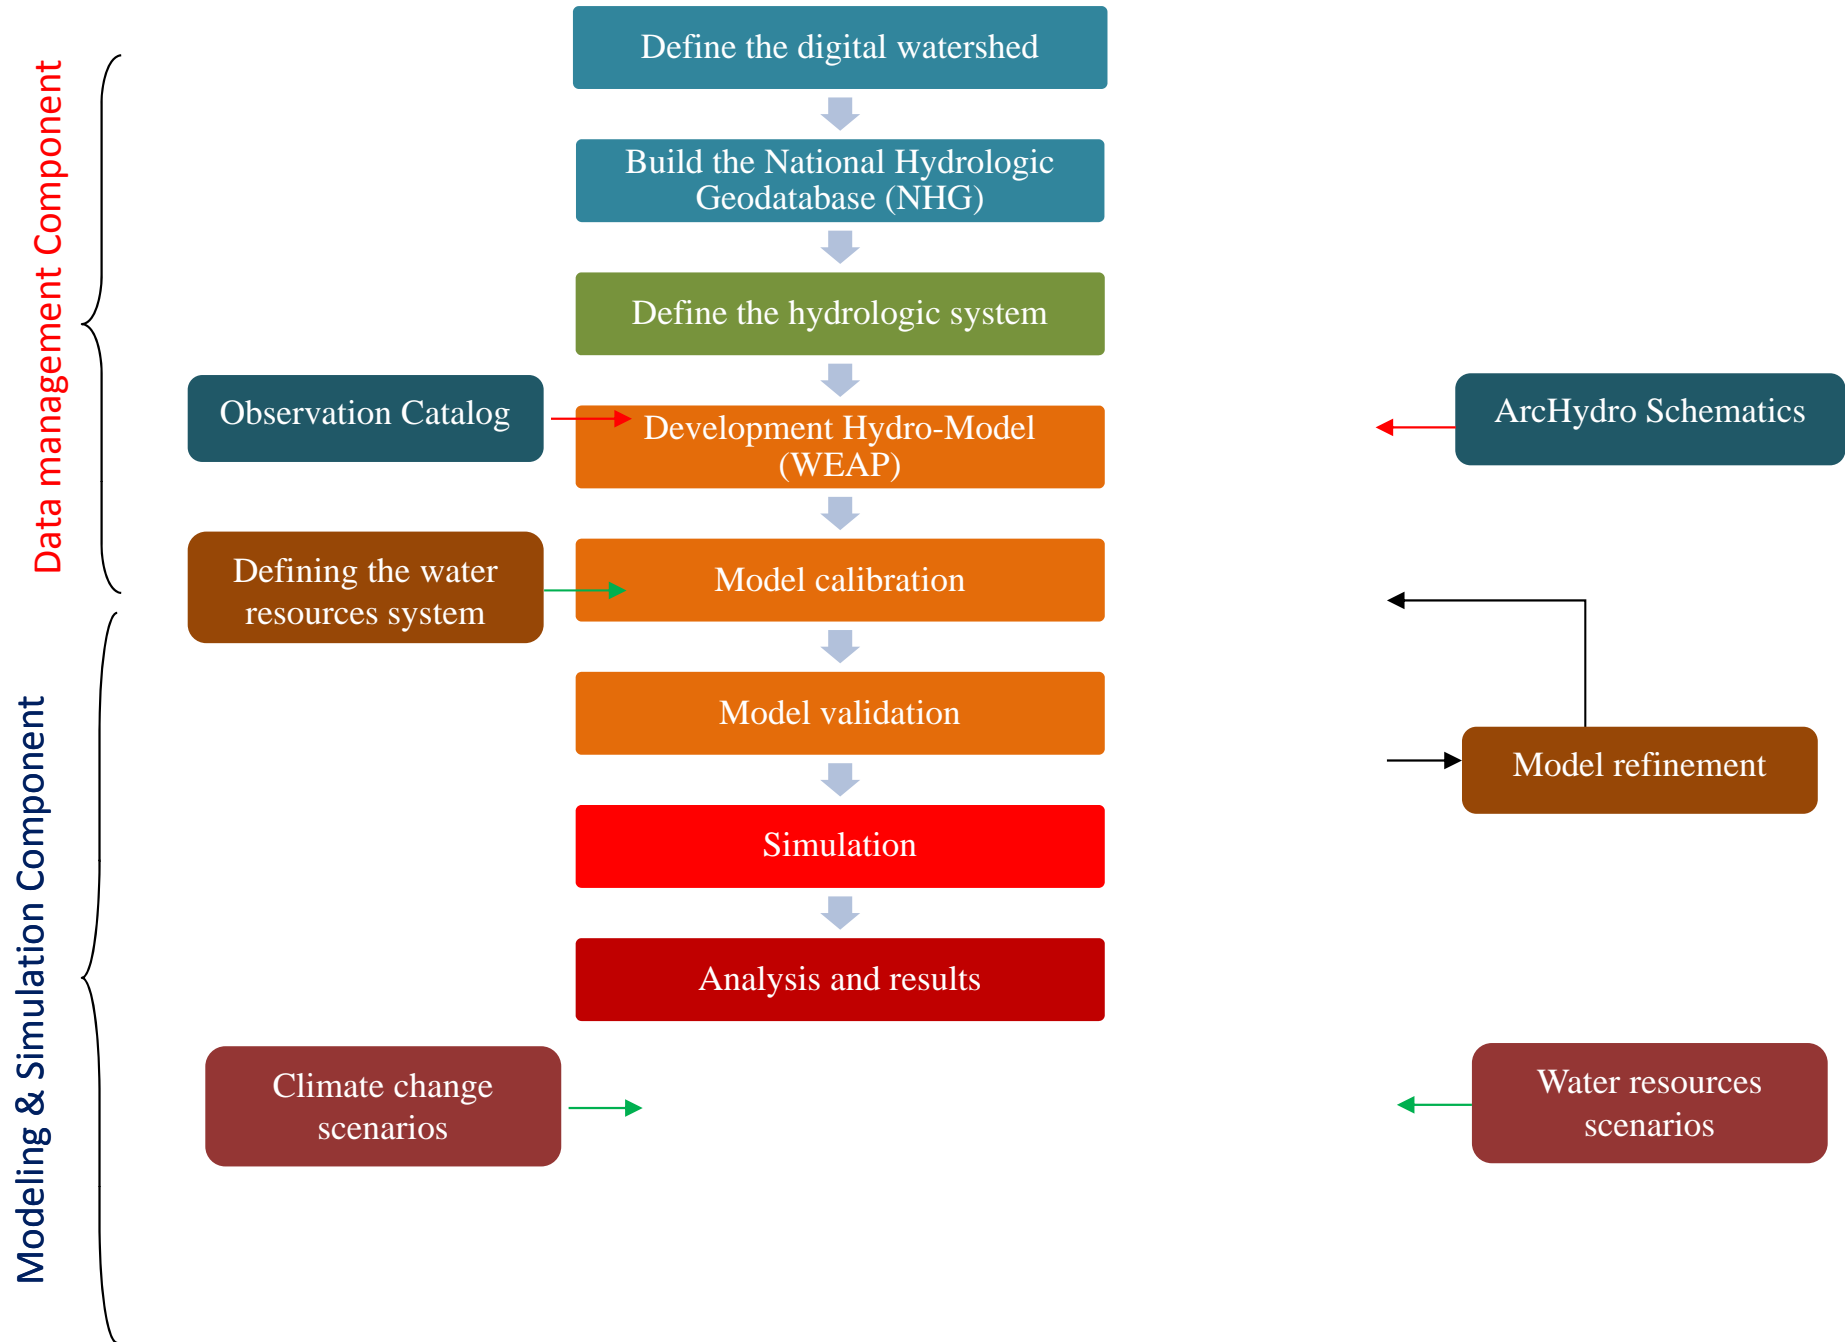 Data management Component
Modeling & Simulation Component
Define the digital watershed
Build the National Hydrologic
Geodatabase (NHG)
Define the hydrologic system
Observation Catalog
Development Hydro-Model
(WEAP)
ArcHydro Schematics
Defining the water
resources system
Model calibration
Model validation
Model refinement
Simulation
Analysis and results
Climate change
scenarios
Water resources
scenarios